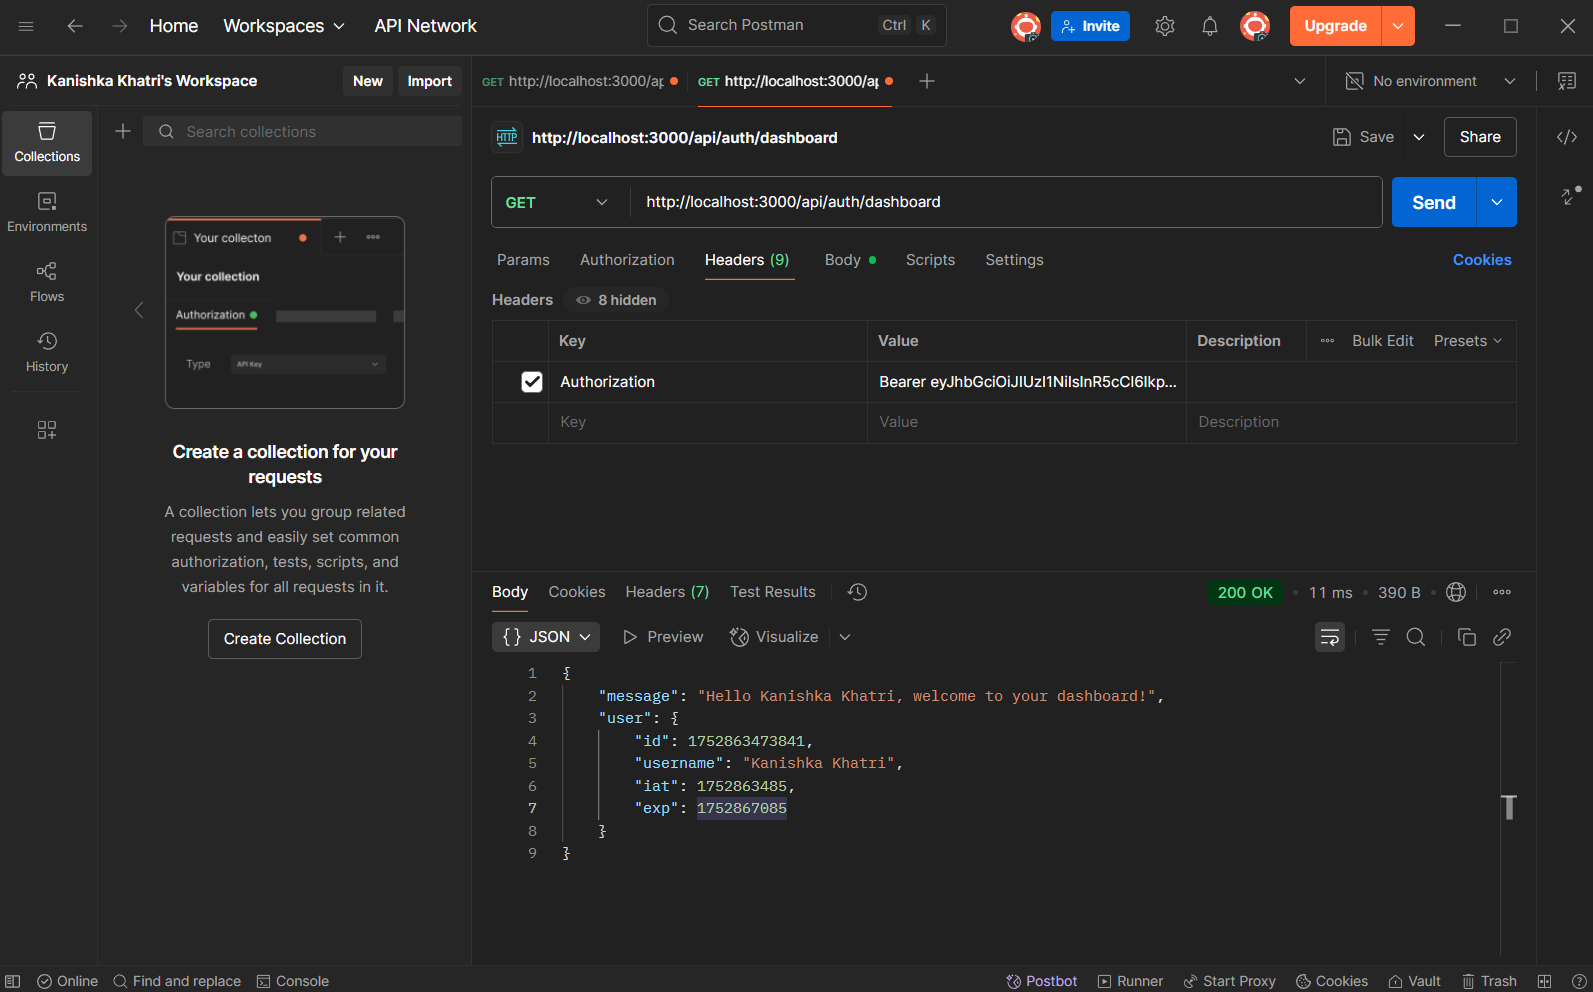 Home Workspaces API Network Search Postman Ctrl K Invite Upgrade
Kanishka Khatri's Workspace New Import GET http://localhost:3000/ap GET http://localhost:3000/ap No environment
Search collections
Collections
Environments
Flows
History
Your collecton
Your collection
Authorization
Type API Key
Create a collection for your
requests
A collection lets you group related
requests and easily set common
authorization, tests, scripts, and
variables for all requests in it.
Create Collection
HTTP http://localhost:3000/api/auth/dashboard Save Share
GET http://localhost:3000/api/auth/dashboard Send
Params Authorization Headers (9) Body Scripts Settings Cookies
Headers 8 hidden
Key Value Description Bulk Edit Presets
Authorization Bearer eyJhbGciOiJIUzI1NiIsInR5cCI6Ikp...
Key Value Description
Body Cookies Headers (7) Test Results 200 OK 11 ms 390 B
{} JSON Preview Visualize
1 {
2 "message": "Hello Kanishka Khatri, welcome to your dashboard!",
3 "user": {
4 "id": 1752863473841,
5 "username": "Kanishka Khatri",
6 "iat": 1752863485,
7 "exp": 1752867085
8 }
9 }
Online Find and replace Console Postbot Runner Start Proxy Cookies Vault Trash